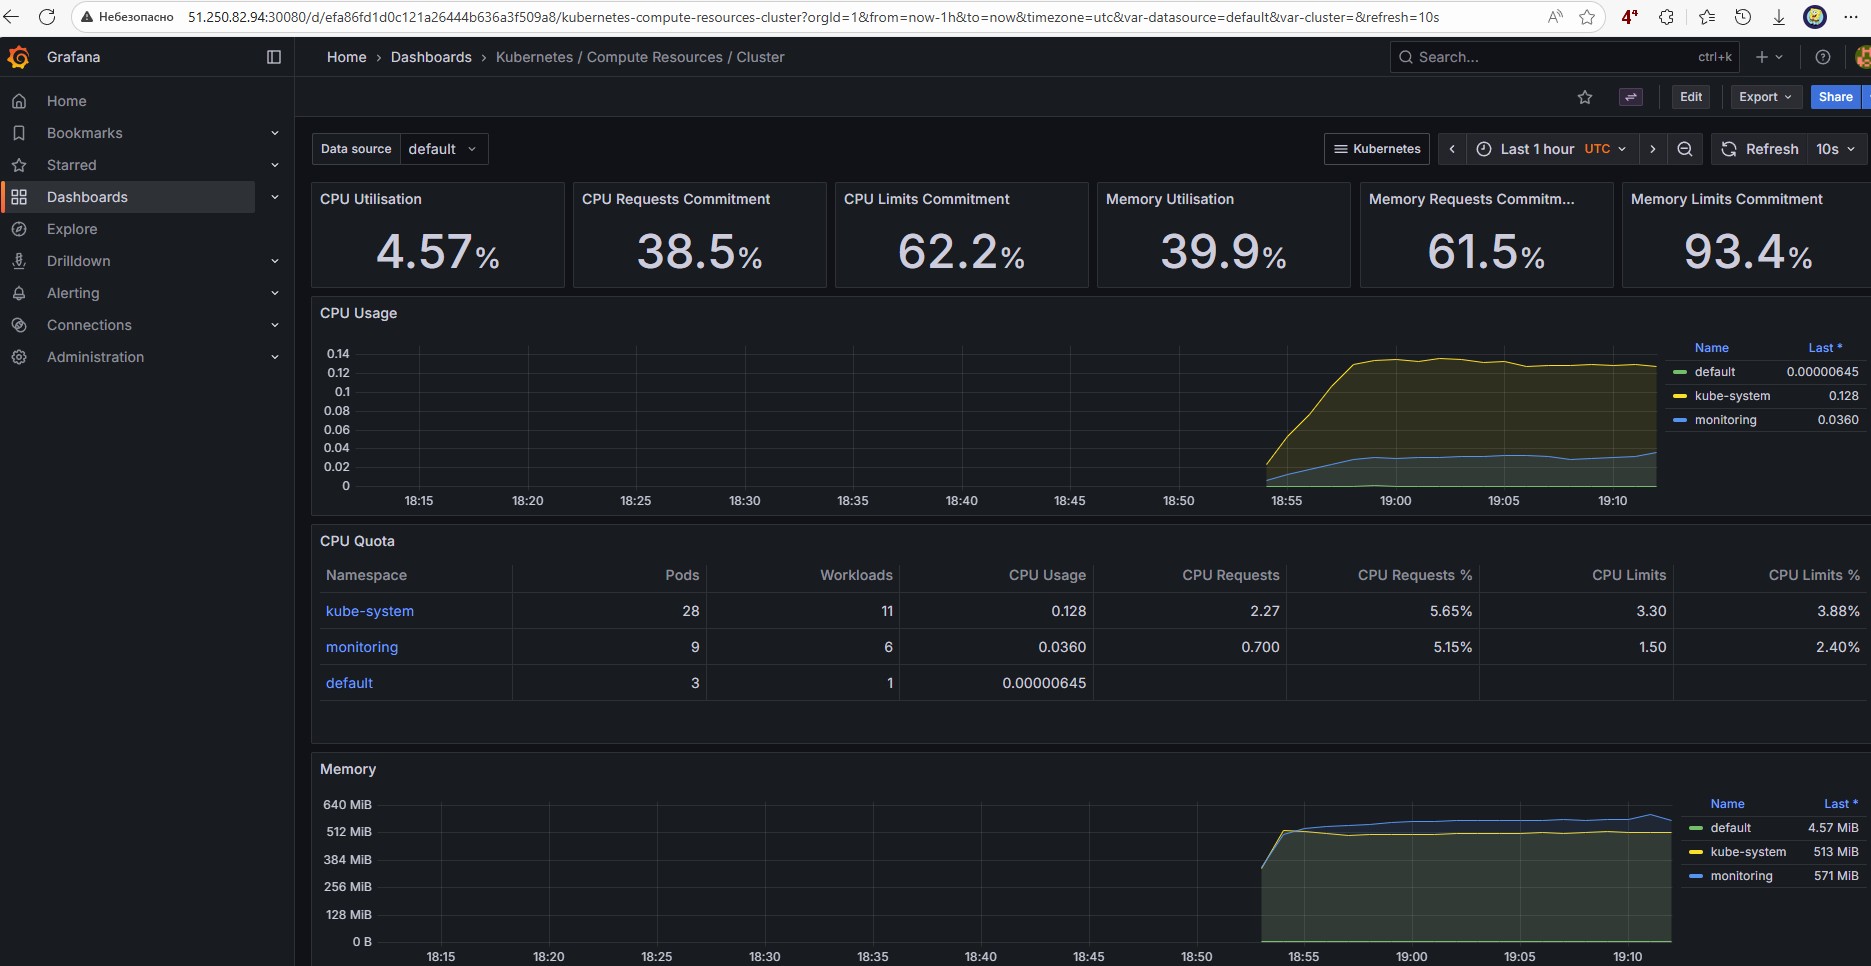 Небезопасно 51.250.82.94:30080/d/efa86fd1d0c121a26444b636a3f509a8/kubernetes-compute-resources-cluster?orgId=1&from=now-1h&to=now&timezone=utc&var-datasource=default&var-cluster=&refresh=10s
Grafana
Home › Dashboards › Kubernetes / Compute Resources / Cluster
Search... ctrl+k
Home
Bookmarks
Starred
Dashboards
Explore
Drilldown
Alerting
Connections
Administration
Edit Export Share
Data source default
Kubernetes Last 1 hour UTC Refresh 10s
CPU Utilisation CPU Requests Commitment CPU Limits Commitment Memory Utilisation Memory Requests Commitm... Memory Limits Commitment
4.57% 38.5% 62.2% 39.9% 61.5% 93.4%
CPU Usage
0.14
0.12
0.1
0.08
0.06
0.04
0.02
0
18:15 18:20 18:25 18:30 18:35 18:40 18:45 18:50 18:55 19:00 19:05 19:10
Name Last *
default 0.00000645
kube-system 0.128
monitoring 0.0360
CPU Quota
Namespace Pods Workloads CPU Usage CPU Requests CPU Requests % CPU Limits CPU Limits %
kube-system 28 11 0.128 2.27 5.65% 3.30 3.88%
monitoring 9 6 0.0360 0.700 5.15% 1.50 2.40%
default 3 1 0.00000645
Memory
640 MiB
512 MiB
384 MiB
256 MiB
128 MiB
0 B
18:15 18:20 18:25 18:30 18:35 18:40 18:45 18:50 18:55 19:00 19:05 19:10
Name Last *
default 4.57 MiB
kube-system 513 MiB
monitoring 571 MiB